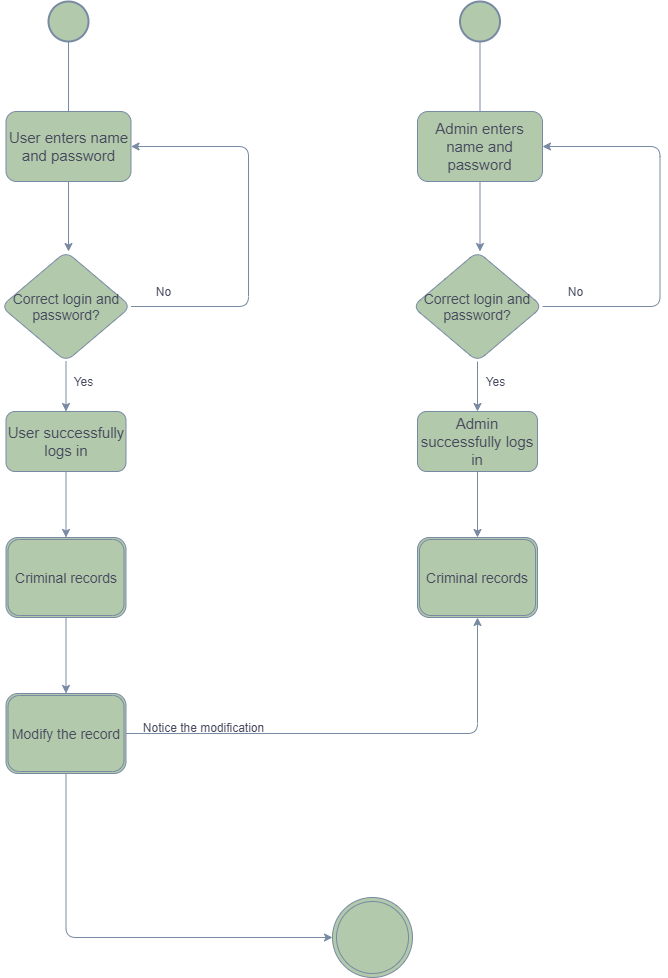 User enters name
and password
Admin enters
name and
password
Correct login and
password?
No
Correct login and
password?
No
Yes
Yes
User successfully
logs in
Admin
successfully logs
in
Criminal records
Criminal records
Modify the record
Notice the modification